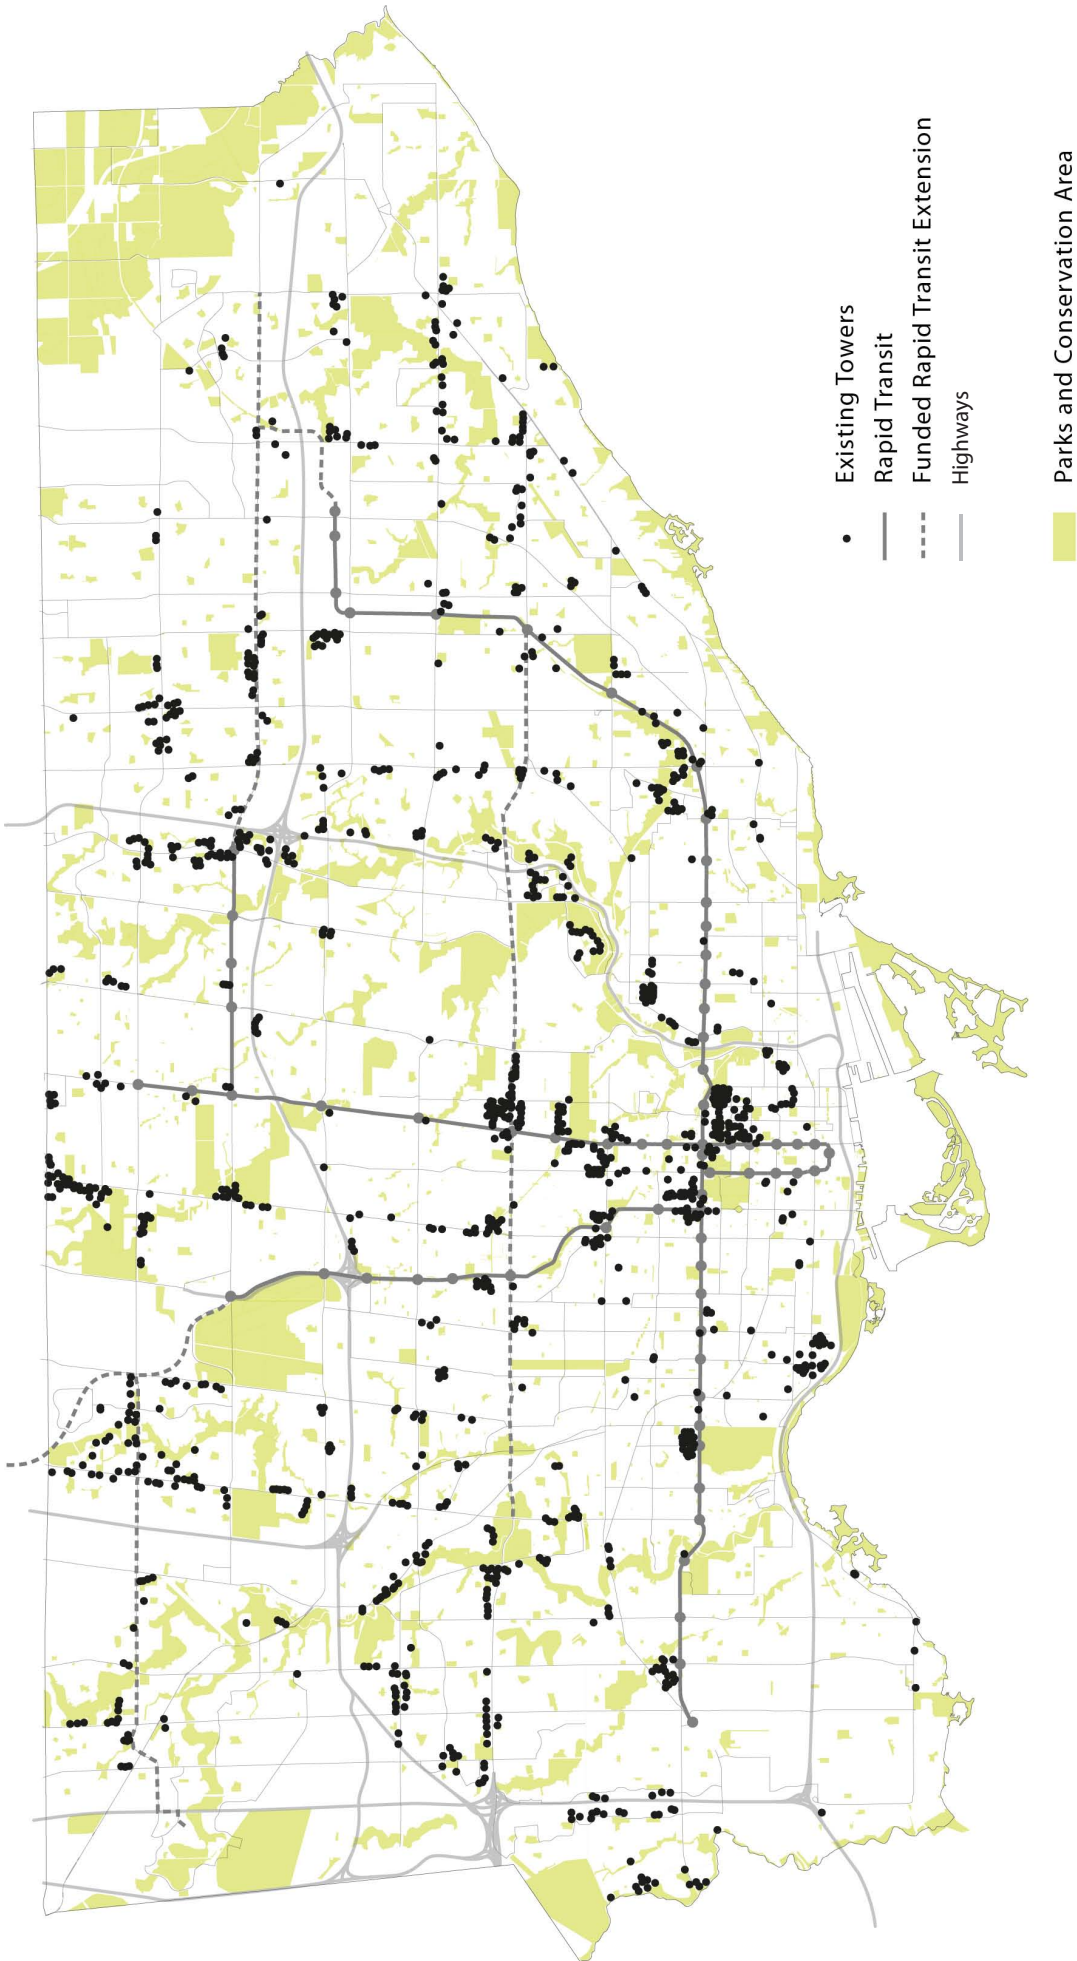 Existing Towers
Rapid Transit
Funded Rapid Transit Extension
Highways
Parks and Conservation Area